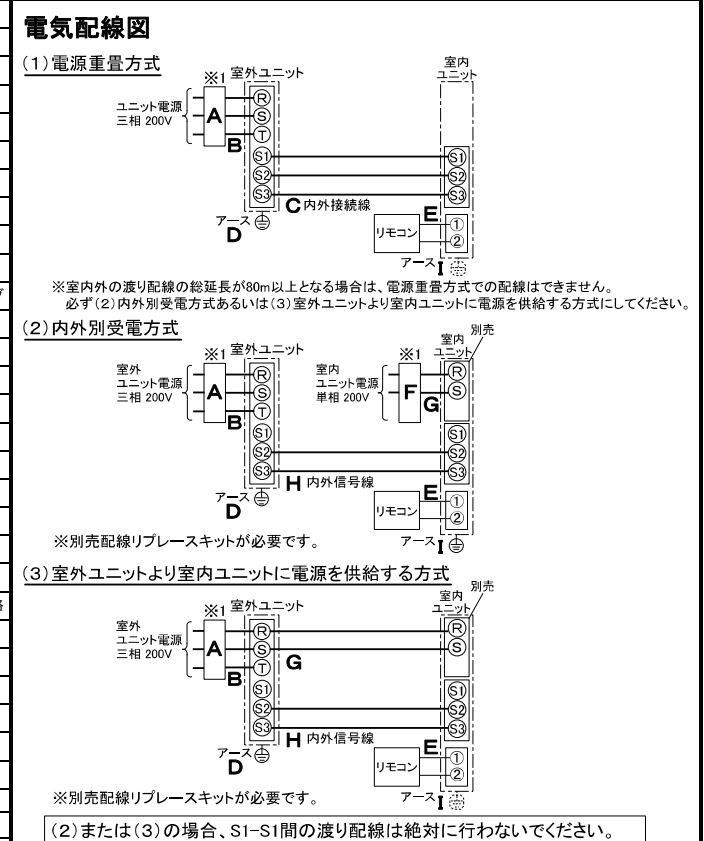 電気配線図
(1)電源重畳方式
※1 室外ユニット
室内
ユニット
ユニット電源
三相 200V
A
B
R
S
T
S1
S2
S3
S1
S2
S3
C 内外接続線
アース
D
リモコン
E
①
②
アース I
※室内外の渡り配線の総延長が80m以上となる場合は、電源重畳方式での配線はできません。
必ず(2)内外別受電方式あるいは(3)室外ユニットより室内ユニットに電源を供給する方式にしてください。
(2)内外別受電方式
※1 室外ユニット
※1
室内
ユニット
別売
室外
ユニット電源
三相 200V
A
B
R
S
T
S1
S2
S3
室内
ユニット電源
単相 200V
F
G
R
S
S1
S2
S3
H 内外信号線
アース
D
リモコン
E
①
②
アース I
※別売配線リプレースキットが必要です。
(3)室外ユニットより室内ユニットに電源を供給する方式
※1 室外ユニット
室内
ユニット
別売
室外
ユニット電源
三相 200V
A
B
R
S
T
S1
S2
S3
G
R
S
S1
S2
S3
H 内外信号線
アース
D
リモコン
E
①
②
アース I
※別売配線リプレースキットが必要です。
(2)または(3)の場合、S1-S1間の渡り配線は絶対に行わないでください。